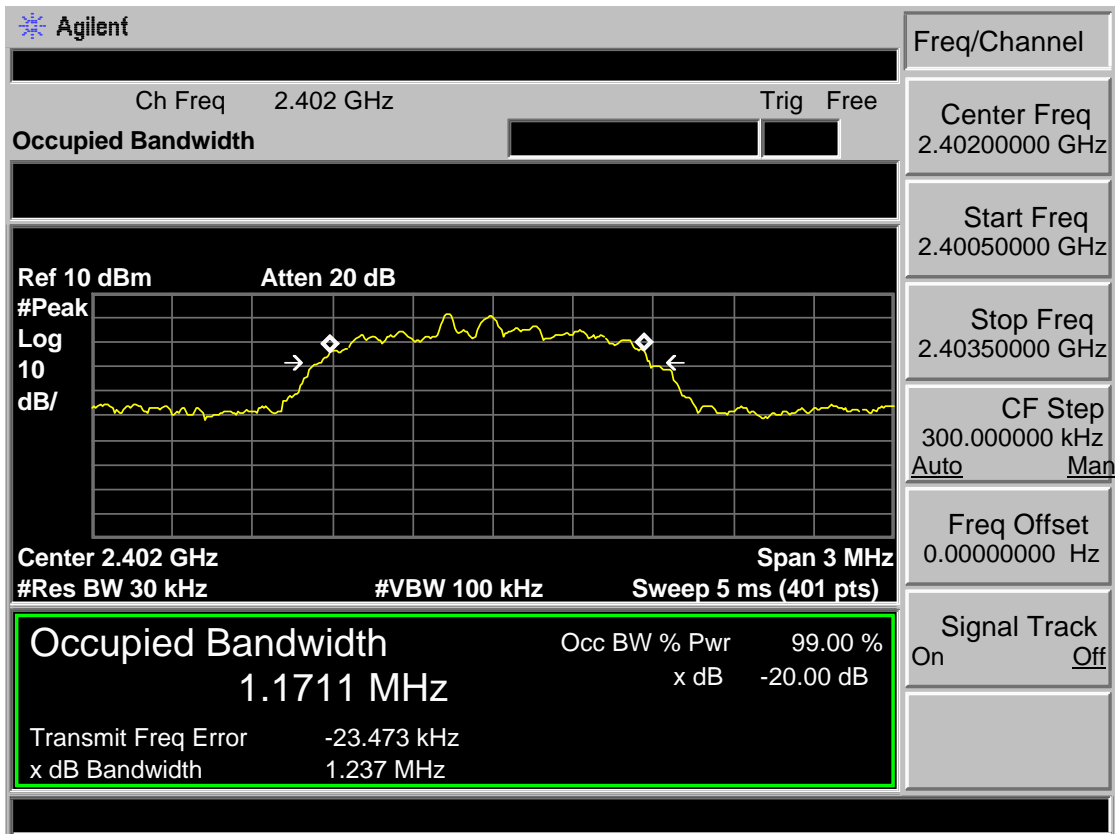 Agilent
Freq/Channel
Ch Freq 2.402 GHz Trig Free
Occupied Bandwidth
Center Freq
2.40200000 GHz
Start Freq
2.40050000 GHz
Stop Freq
2.40350000 GHz
CF Step
300.000000 kHz
Auto Man
Freq Offset
0.00000000 Hz
Signal Track
On Off
Ref 10 dBm Atten 20 dB
#Peak
Log
10
dB/
Center 2.402 GHz Span 3 MHz
#Res BW 30 kHz #VBW 100 kHz Sweep 5 ms (401 pts)
Occupied Bandwidth Occ BW % Pwr 99.00 %
1.1711 MHz x dB -20.00 dB
Transmit Freq Error -23.473 kHz
x dB Bandwidth 1.237 MHz